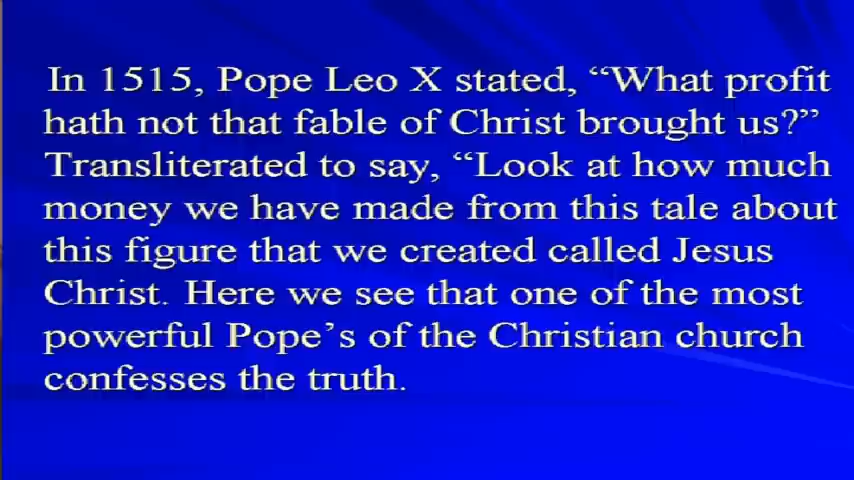 In 1515, Pope Leo X stated, “What profit
hath not that fable of Christ brought us?”
Transliterated to say, “Look at how much
money we have made from this tale about
this figure that we created called Jesus
Christ. Here we see that one of the most
powerful Pope’s of the Christian church
confesses the truth.